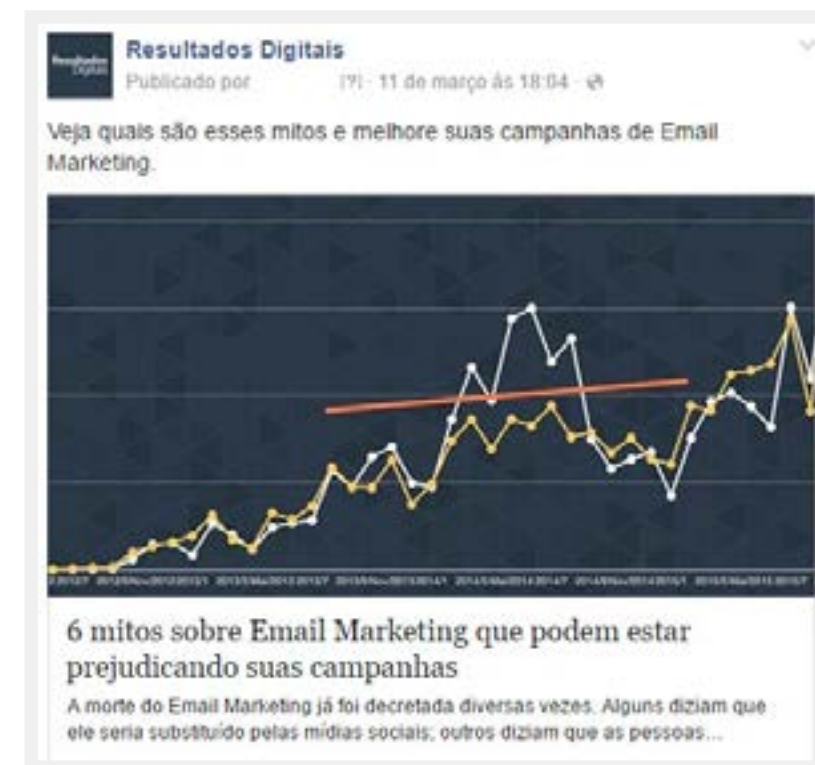 Resultados Digitais
Resultados Digitais
Publicado por [?] · 11 de março às 18:04 ·
Veja quais são esses mitos e melhore suas campanhas de Email
Marketing.
6 mitos sobre Email Marketing que podem estar
prejudicando suas campanhas
A morte do Email Marketing já foi decretada diversas vezes. Alguns diziam que
ele seria substituído pelas mídias sociais; outros diziam que as pessoas...